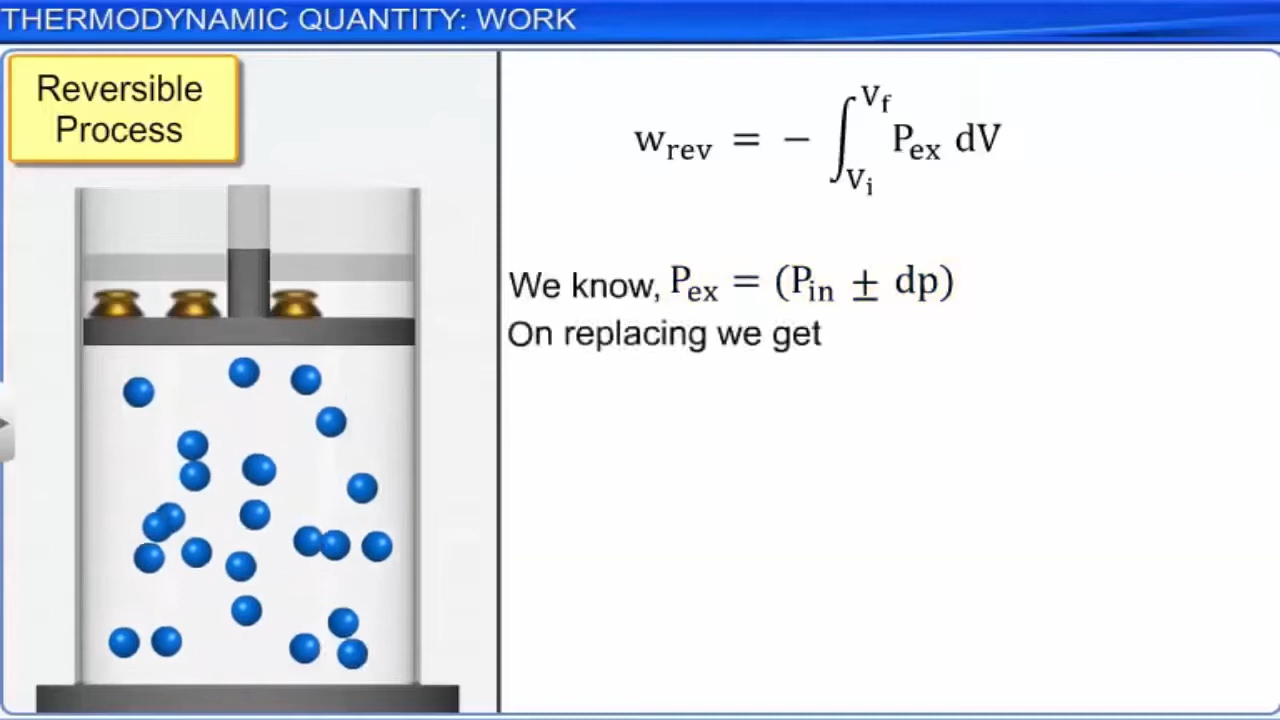 THERMODYNAMIC QUANTITY: WORK
Reversible
Process
w_rev = − ∫_{V_i}^{V_f} P_ex dV
We know, P_ex = (P_in ± dp)
On replacing we get